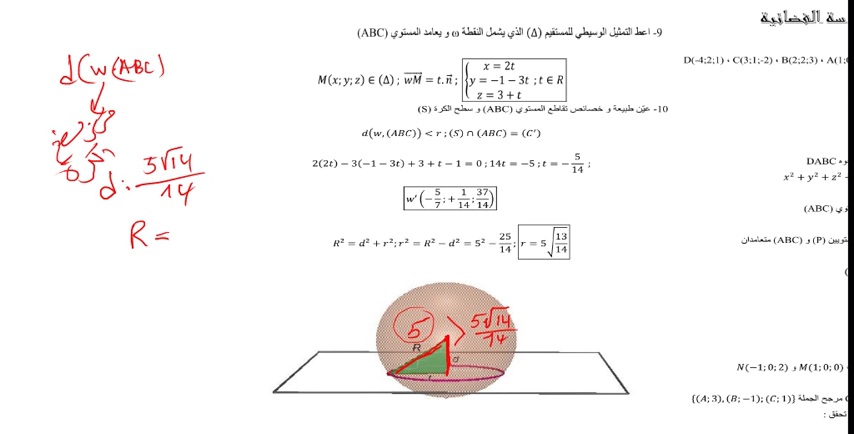 9- اعط التمثيل الوسيطي للمستقيم (Δ) الذي يشمل النقطة ω و يعامد المستوي (ABC)
M(x; y; z) ∈ (Δ) ; wM = t.n ; { x = 2t
y = −1 − 3t ; t ∈ R
z = 3 + t
10- عيّن طبيعة و خصائص تقاطع المستوي (ABC) و سطح الكرة (S)
d(w, (ABC)) < r ; (S) ∩ (ABC) = (C′)
2(2t) − 3(−1 − 3t) + 3 + t − 1 = 0 ; 14t = −5 ; t = −5/14 ;
w′(−5/7 ; +1/14 ; 37/14)
R² = d² + r² ; r² = R² − d² = 5² − 25/14 ; r = 5√13/14
d(w(ABC)
d: 5√14/14
R =
5 > 5√14/14
R
D(-4;2;1) ، C(3;1;-2) ، B(2;2;3) ، A(1;
DABC
x² + y² + z² −
(ABC)
(P) و (ABC) متعامدان
N(−1; 0; 2) و M(1; 0; 0)
مرجح الجملة {(A; 3), (B; −1); (C; 1)}
تحقق :